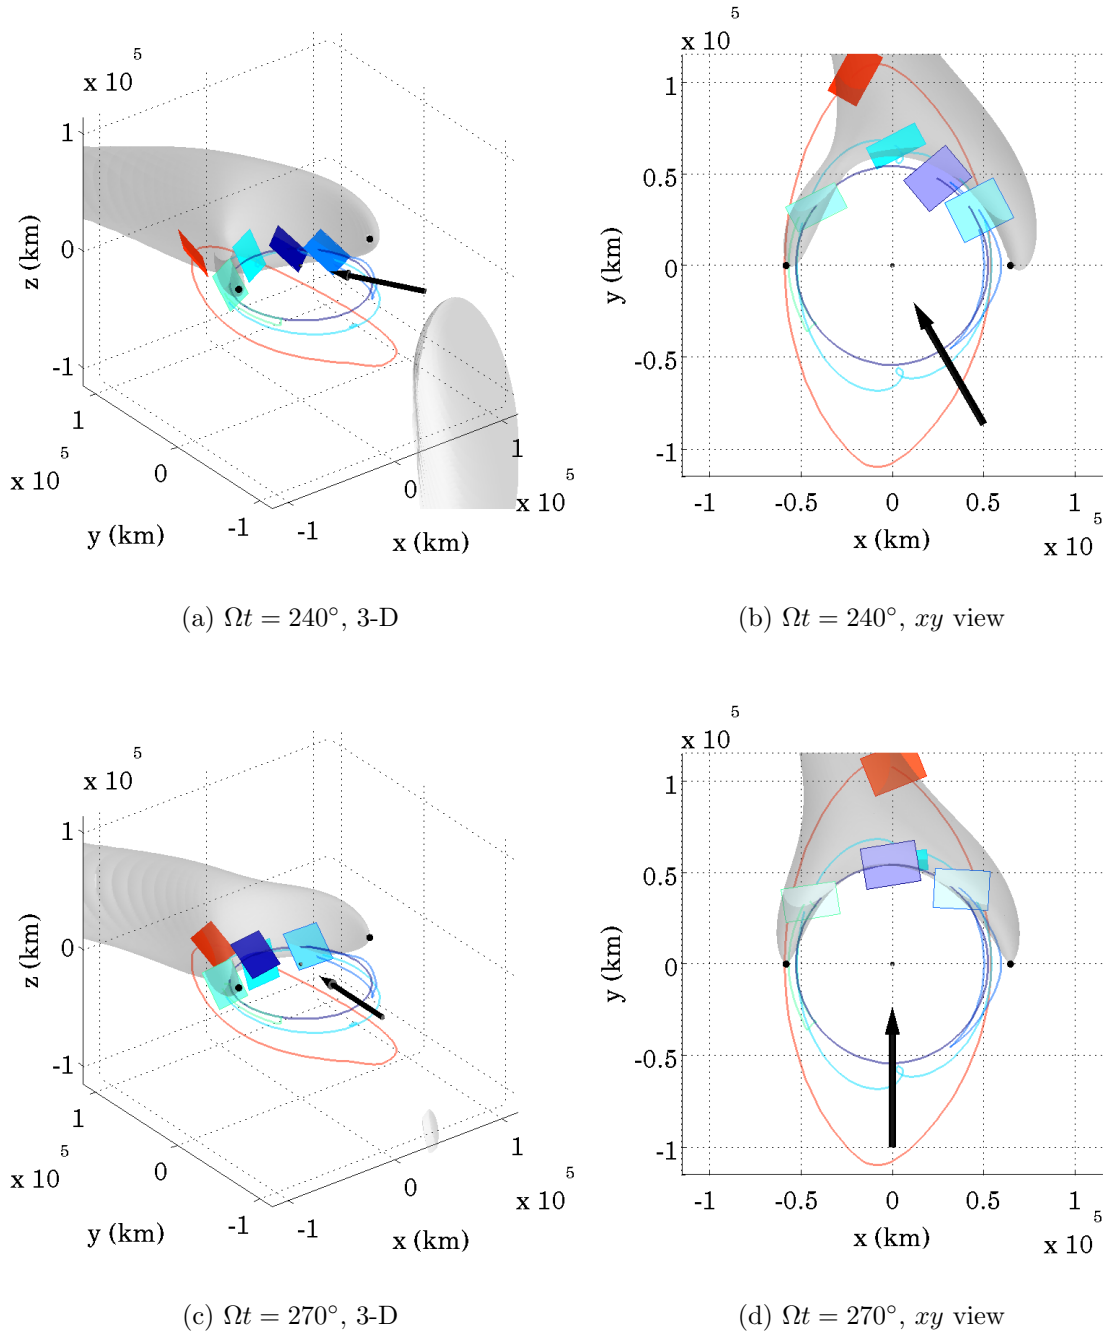 x 10 5
1
0
-1
z (km)
1
0
-1
x 10 5
y (km)
-1
0
1
x 10 5
x (km)
x 10 5
1
0.5
0
-0.5
-1
y (km)
-1
-0.5
0
0.5
1
x (km)
x 10 5
(a) Ωt = 240°, 3-D
(b) Ωt = 240°, xy view
x 10 5
1
0
-1
z (km)
1
0
-1
x 10 5
y (km)
-1
0
1
x 10 5
x (km)
x 10 5
1
0.5
0
-0.5
-1
y (km)
-1
-0.5
0
0.5
1
x (km)
x 10 5
(c) Ωt = 270°, 3-D
(d) Ωt = 270°, xy view